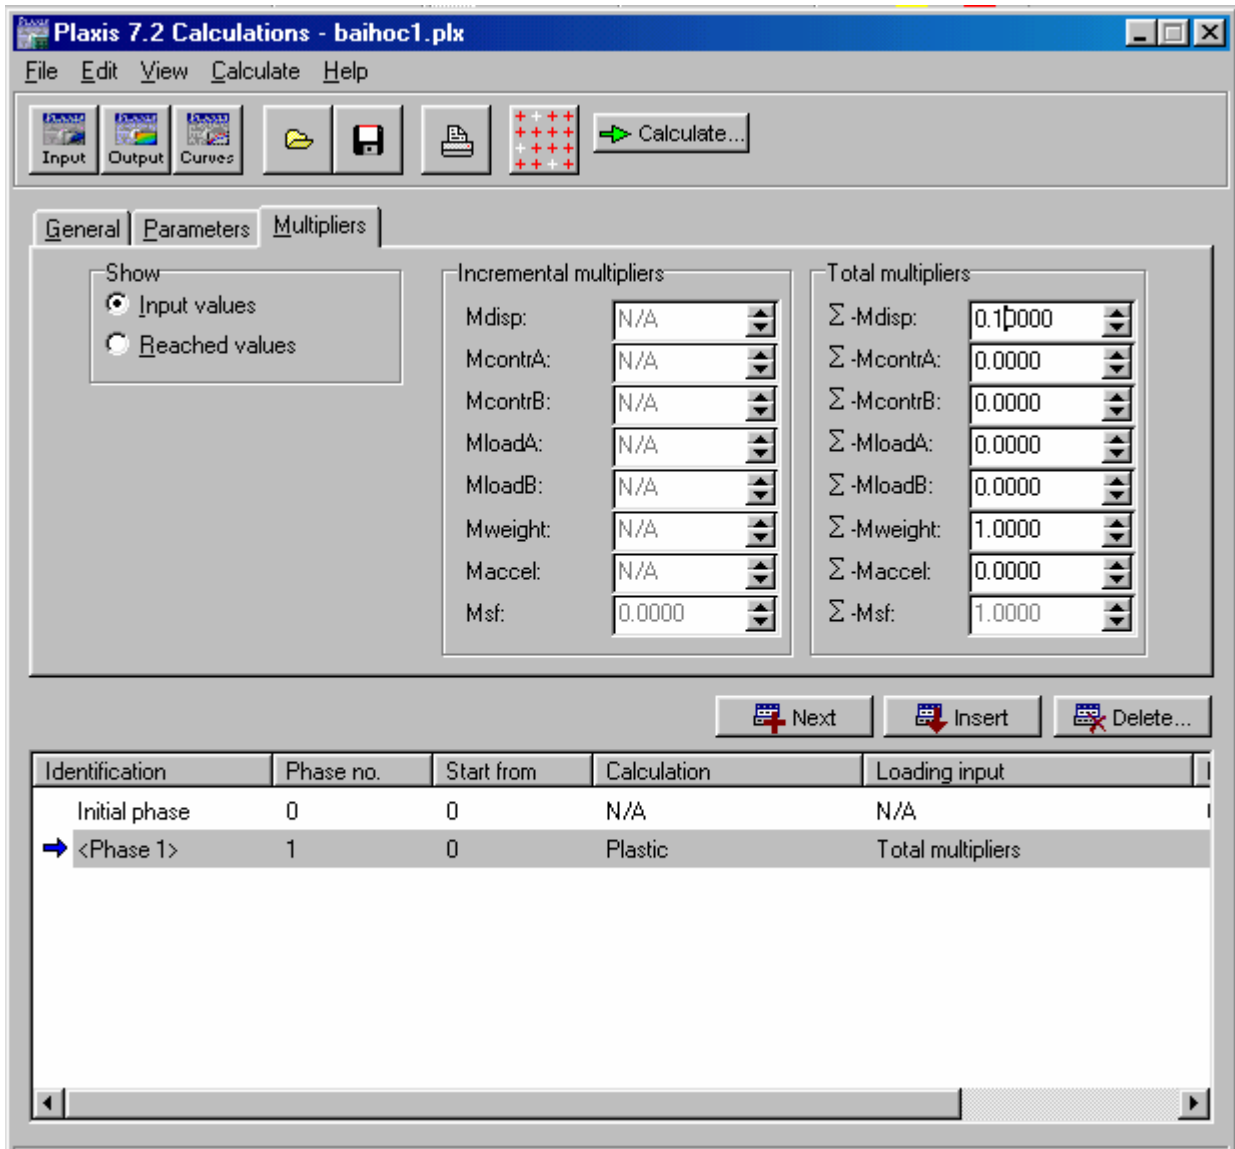 Plaxis 7.2 Calculations - baihoc1.plx
File Edit View Calculate Help
Input Output Curves Calculate...
General Parameters Multipliers
Show
Input values
Reached values
Incremental multipliers
Mdisp: N/A
McontrA: N/A
McontrB: N/A
MloadA: N/A
MloadB: N/A
Mweight: N/A
Maccel: N/A
Msf: 0.0000
Total multipliers
Σ -Mdisp: 0.10000
Σ -McontrA: 0.0000
Σ -McontrB: 0.0000
Σ -MloadA: 0.0000
Σ -MloadB: 0.0000
Σ -Mweight: 1.0000
Σ -Maccel: 0.0000
Σ -Msf: 1.0000
Next Insert Delete...
Identification Phase no. Start from Calculation Loading input
Initial phase 0 0 N/A N/A
<Phase 1> 1 0 Plastic Total multipliers